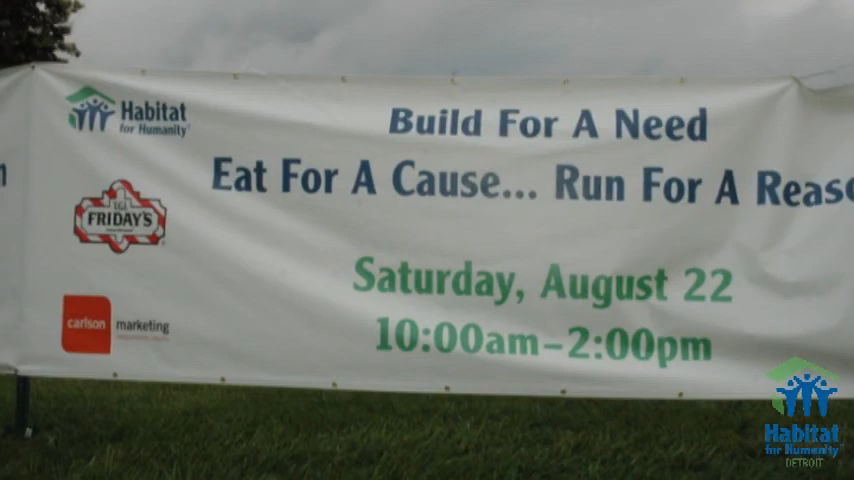 Habitat
for Humanity
Build For A Need
Eat For A Cause... Run For A
T.G.I.
FRIDAY'S
Saturday, August 22
10:00am–2:00pm
carlson marketing
Habitat
for Humanity
DETROIT